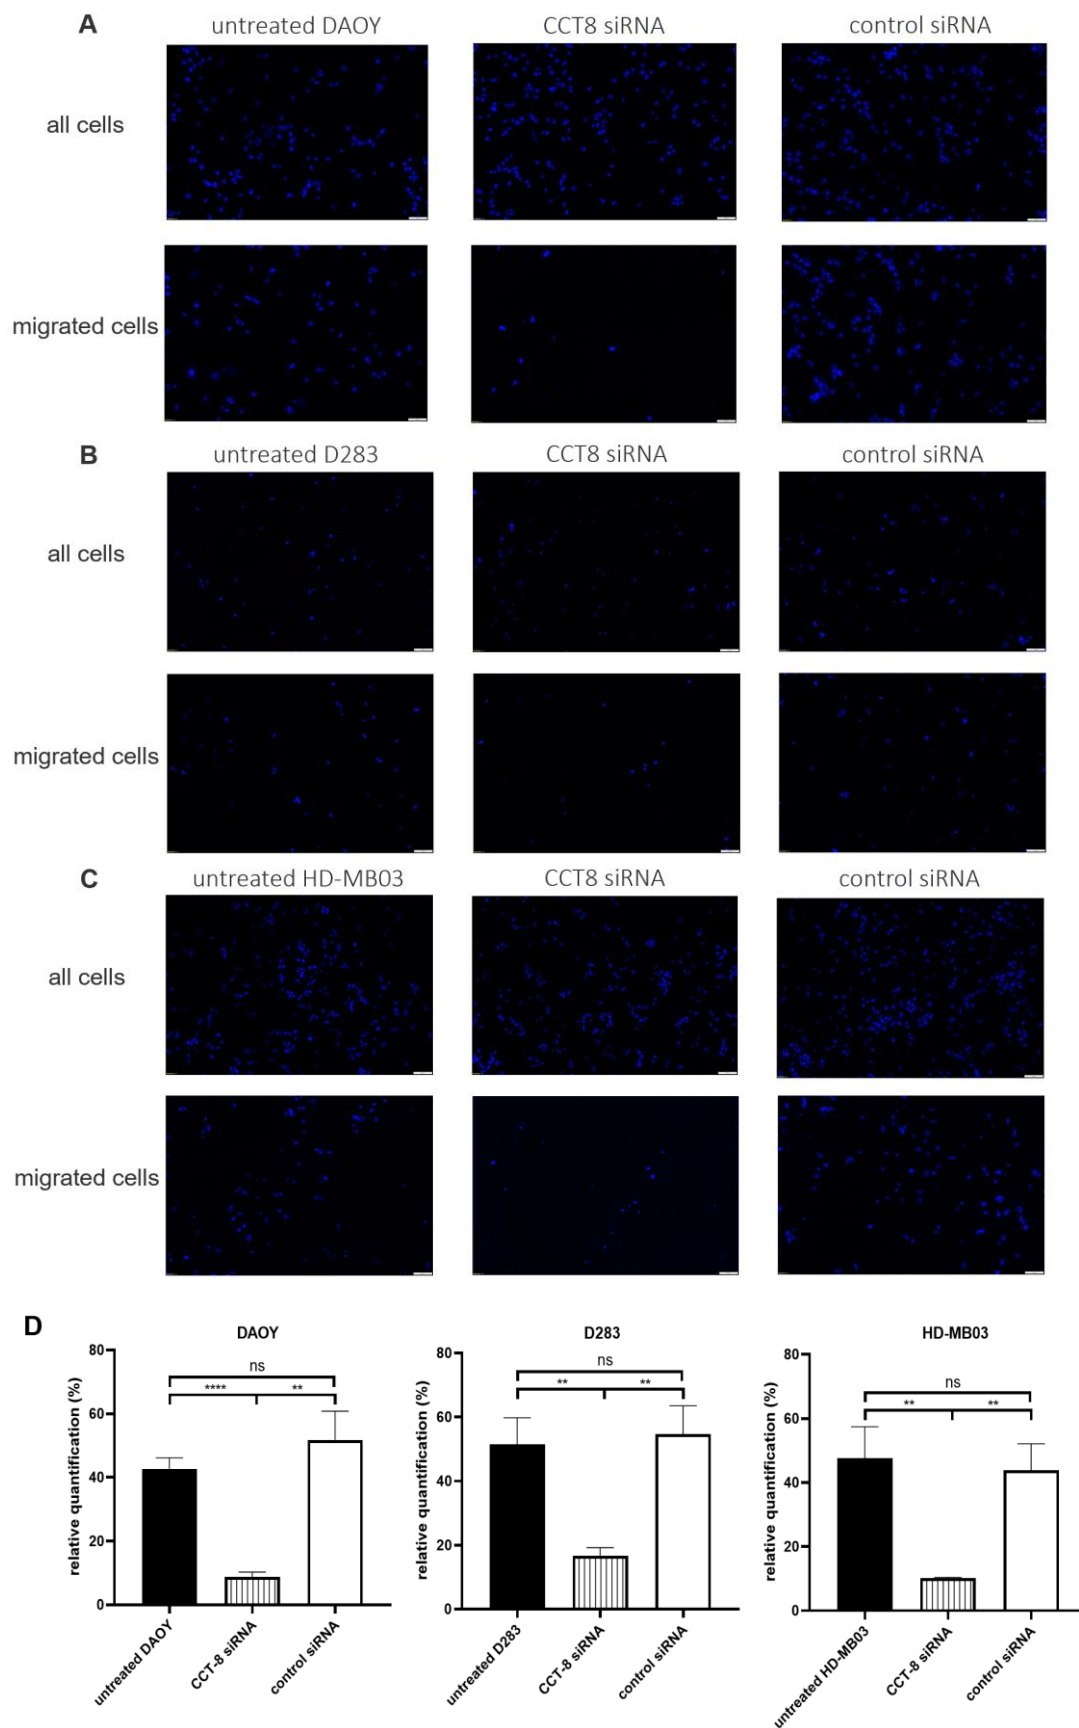 A
untreated DAOY CCT8 siRNA control siRNA
all cells
migrated cells
B untreated D283 CCT8 siRNA control siRNA
all cells
migrated cells
C untreated HD-MB03 CCT8 siRNA control siRNA
all cells
migrated cells
D
DAOY
relative quantification (%)
80
60
40
20
0
ns
**** **
untreated DAOY
CCT-8 siRNA
control siRNA
D283
relative quantification (%)
80
60
40
20
0
ns
** **
untreated D283
CCT-8 siRNA
control siRNA
HD-MB03
relative quantification (%)
80
60
40
20
0
ns
** **
untreated HD-MB03
CCT-8 siRNA
control siRNA